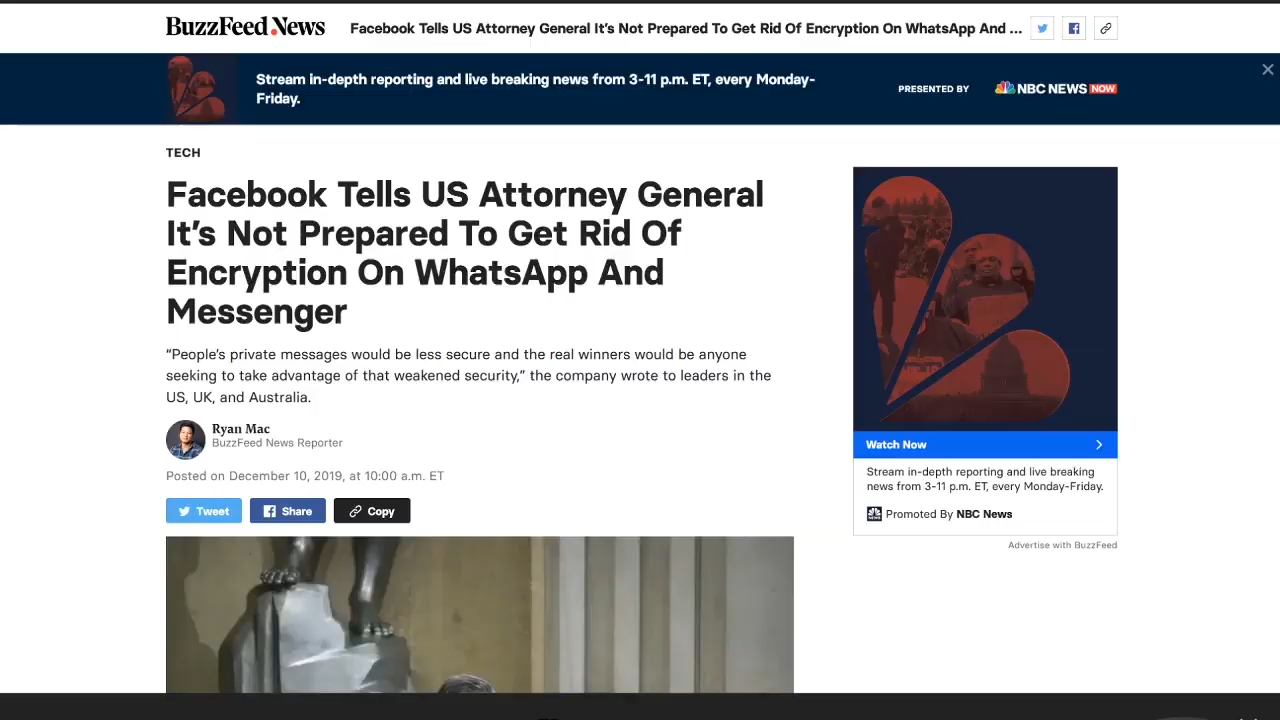 BuzzFeed News
Facebook Tells US Attorney General It’s Not Prepared To Get Rid Of Encryption On WhatsApp And ...
Stream in-depth reporting and live breaking news from 3-11 p.m. ET, every Monday-
Friday.
PRESENTED BY
NBC NEWS NOW
TECH
Facebook Tells US Attorney General
It’s Not Prepared To Get Rid Of
Encryption On WhatsApp And
Messenger
“People’s private messages would be less secure and the real winners would be anyone
seeking to take advantage of that weakened security,” the company wrote to leaders in the
US, UK, and Australia.
Ryan Mac
BuzzFeed News Reporter
Posted on December 10, 2019, at 10:00 a.m. ET
Tweet
Share
Copy
Watch Now
Stream in-depth reporting and live breaking
news from 3-11 p.m. ET, every Monday-Friday.
Promoted By NBC News
Advertise with BuzzFeed